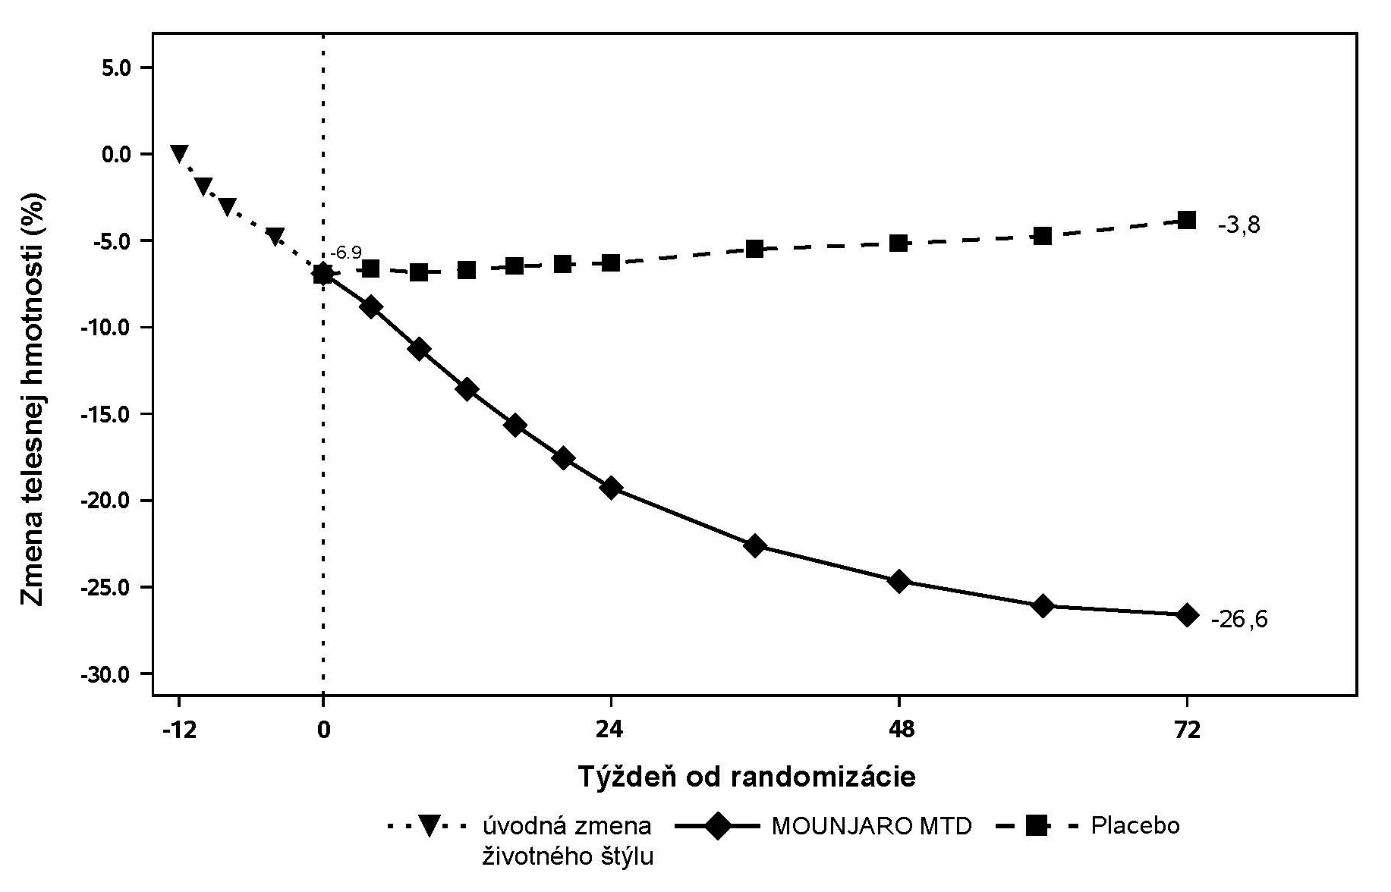 Zmena telesnej hmotnosti (%)
5.0
0.0
-5.0
-10.0
-15.0
-20.0
-25.0
-30.0
-6.9
-3,8
-26,6
-12
0
24
48
72
Týždeň od randomizácie
úvodná zmena
životného štýlu
MOUNJARO MTD
Placebo